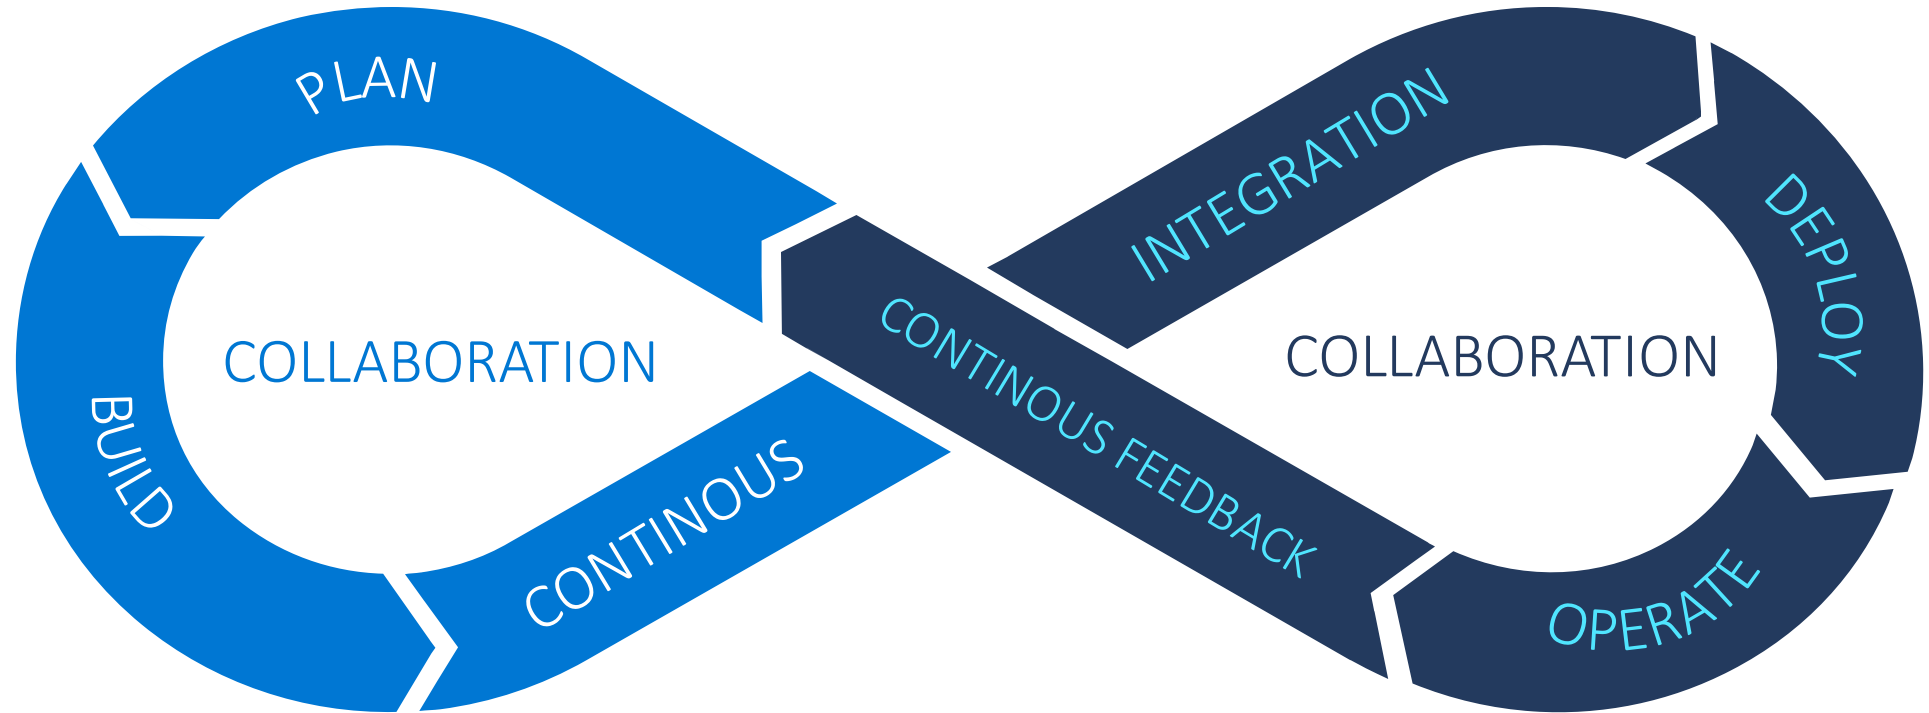 PLAN
BUILD
CONTINOUS
INTEGRATION
DEPLOY
OPERATE
CONTINOUS FEEDBACK
COLLABORATION
COLLABORATION